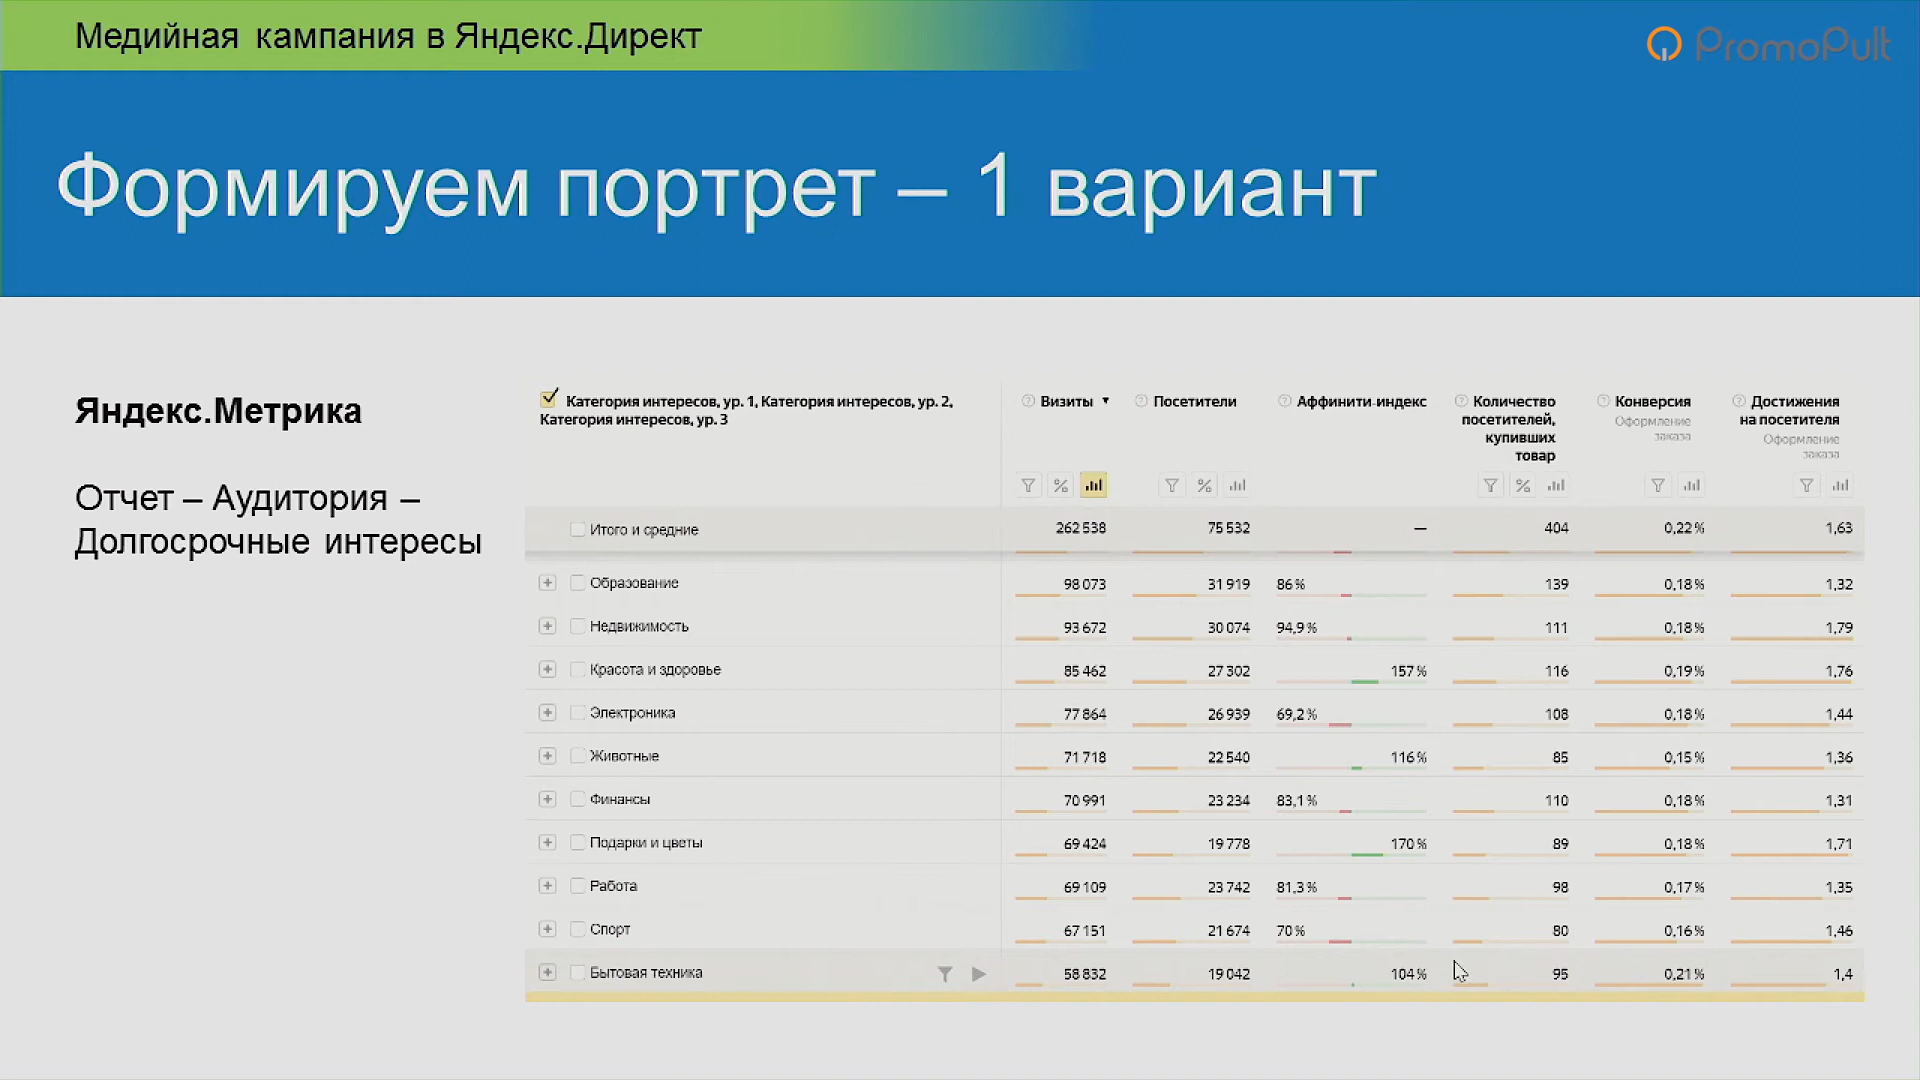 Медийная кампания в Яндекс.Директ
PromoPult
Формируем портрет – 1 вариант
Яндекс.Метрика
Отчет – Аудитория –
Долгосрочные интересы
Категория интересов, ур. 1, Категория интересов, ур. 2,
Категория интересов, ур. 3
Визиты ▼
Посетители
Аффинити-индекс
Количество
посетителей,
купивших
товар
Конверсия
Оформление
заказа
Достижения
на посетителя
Оформление
заказа
Итого и средние 262 538 75 532 — 404 0,22 % 1,63
Образование 98 073 31 919 86 % 139 0,18 % 1,32
Недвижимость 93 672 30 074 94,9 % 111 0,18 % 1,79
Красота и здоровье 85 462 27 302 157 % 116 0,19 % 1,76
Электроника 77 864 26 939 69,2 % 108 0,18 % 1,44
Животные 71 718 22 540 116 % 85 0,15 % 1,36
Финансы 70 991 23 234 83,1 % 110 0,18 % 1,31
Подарки и цветы 69 424 19 778 170 % 89 0,18 % 1,71
Работа 69 109 23 742 81,3 % 98 0,17 % 1,35
Спорт 67 151 21 674 70 % 80 0,16 % 1,46
Бытовая техника 58 832 19 042 104 % 95 0,21 % 1,4